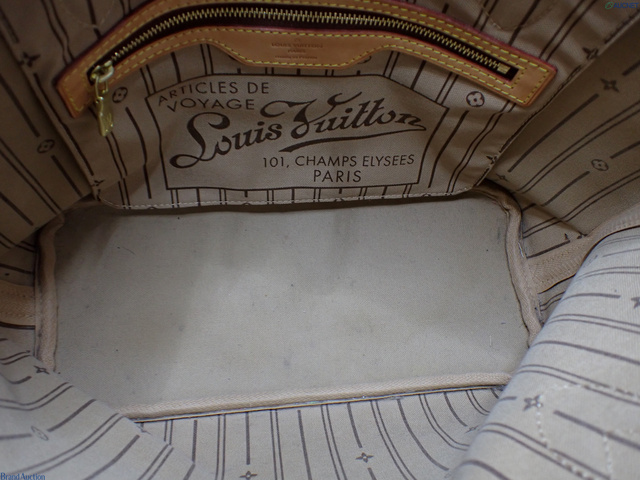 ARTICLES DE
VOYAGE
Louis Vuitton
101, CHAMPS ELYSEES
PARIS
BrandAuction